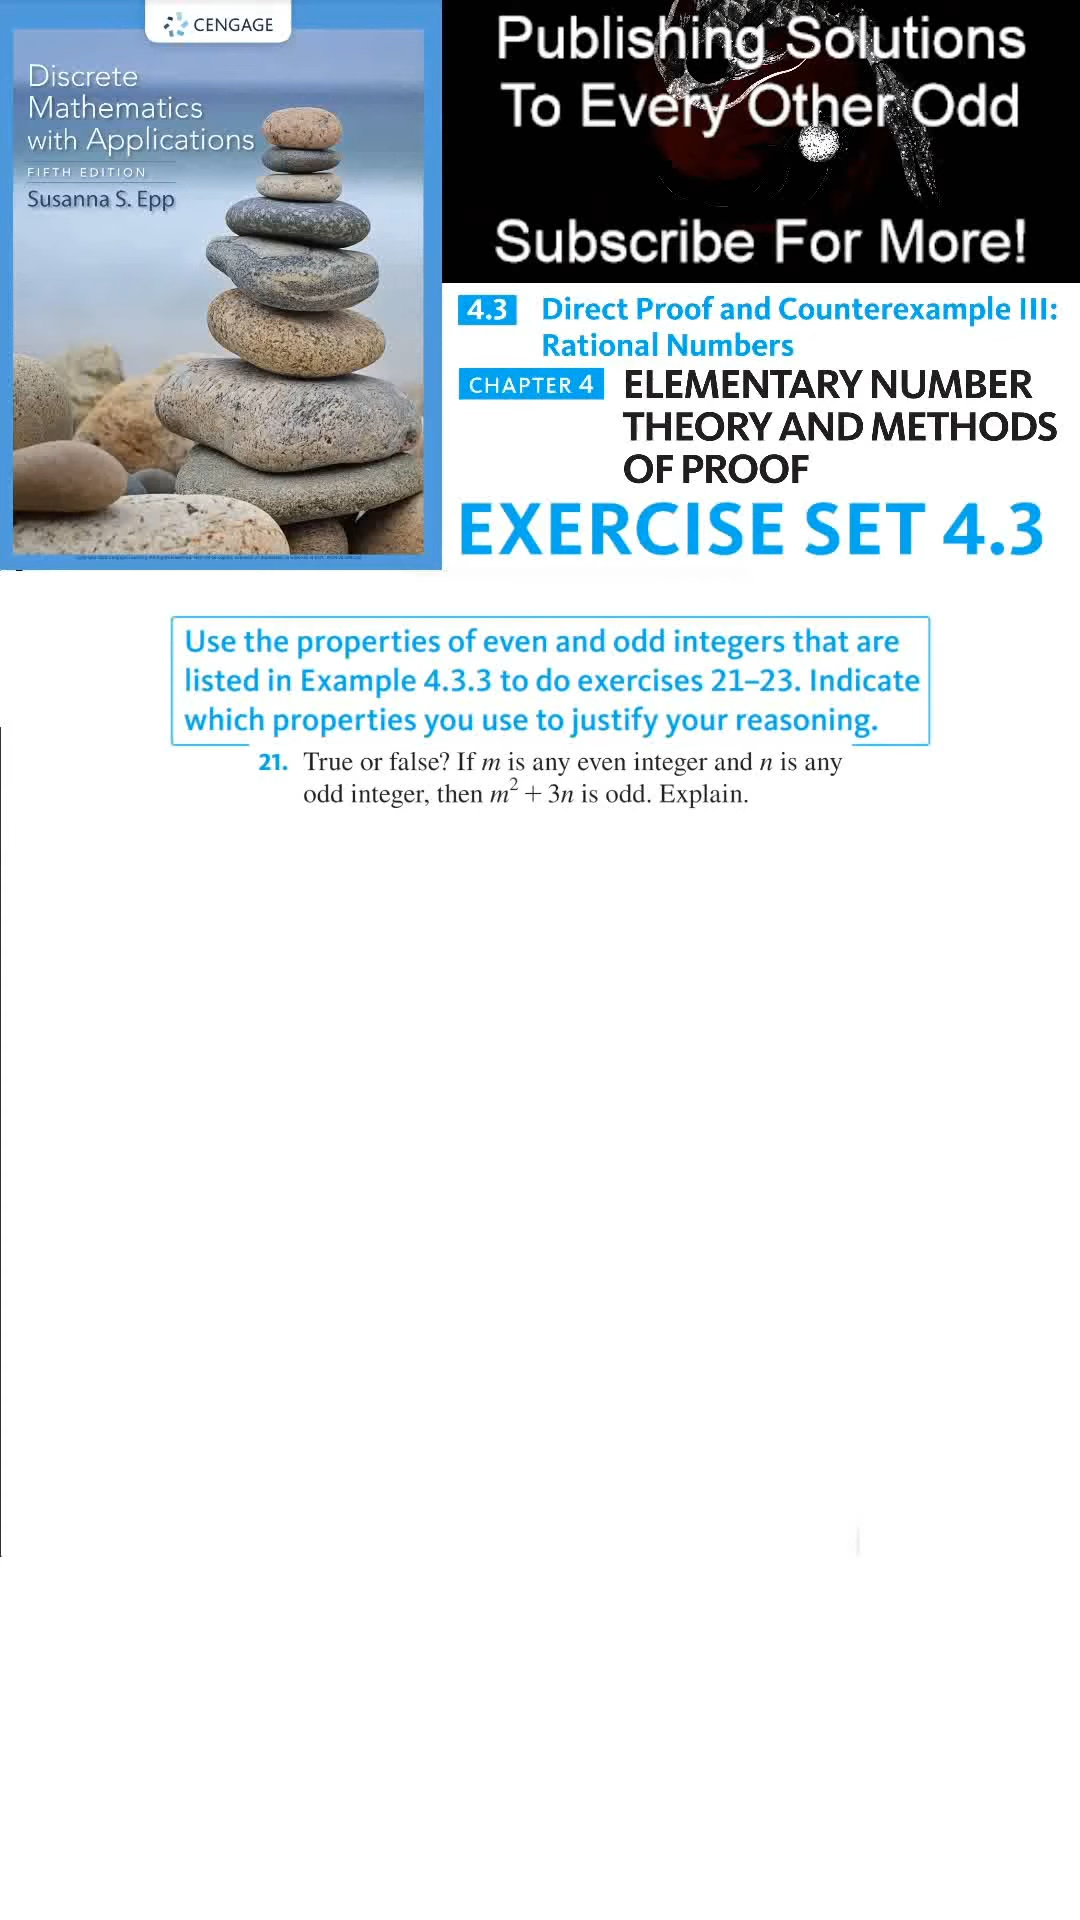 CENGAGE
Discrete
Mathematics
with Applications
FIFTH EDITION
Susanna S. Epp
Publishing Solutions
To Every Other Odd
Subscribe For More!
4.3 Direct Proof and Counterexample III:
Rational Numbers
CHAPTER 4 ELEMENTARY NUMBER
THEORY AND METHODS
OF PROOF
EXERCISE SET 4.3
Use the properties of even and odd integers that are
listed in Example 4.3.3 to do exercises 21–23. Indicate
which properties you use to justify your reasoning.
21. True or false? If m is any even integer and n is any
odd integer, then m² + 3n is odd. Explain.